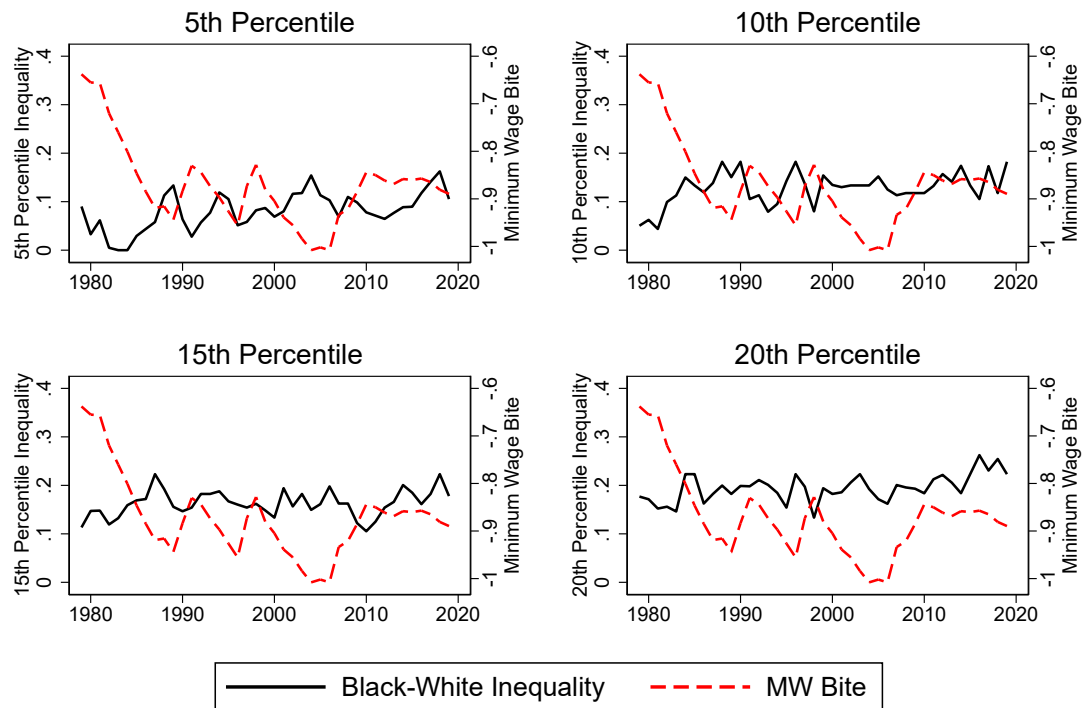 5th Percentile
5th Percentile Inequality
.4
.3
.2
.1
0
-.6
-.7
-.8
-.9
-1
Minimum Wage Bite
1980 1990 2000 2010 2020
10th Percentile
10th Percentile Inequality
.4
.3
.2
.1
0
-.6
-.7
-.8
-.9
-1
Minimum Wage Bite
1980 1990 2000 2010 2020
15th Percentile
15th Percentile Inequality
.4
.3
.2
.1
0
-.6
-.7
-.8
-.9
-1
Minimum Wage Bite
1980 1990 2000 2010 2020
20th Percentile
20th Percentile Inequality
.4
.3
.2
.1
0
-.6
-.7
-.8
-.9
-1
Minimum Wage Bite
1980 1990 2000 2010 2020
Black-White Inequality MW Bite